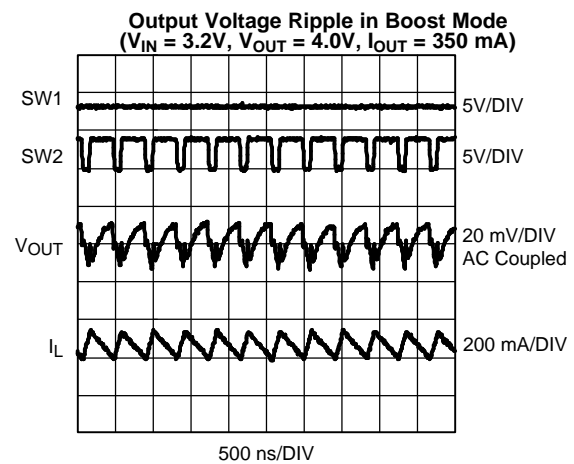 Output Voltage Ripple in Boost Mode
(VIN = 3.2V, VOUT = 4.0V, IOUT = 350 mA)
SW1
5V/DIV
SW2
5V/DIV
VOUT
20 mV/DIV
AC Coupled
IL
200 mA/DIV
500 ns/DIV